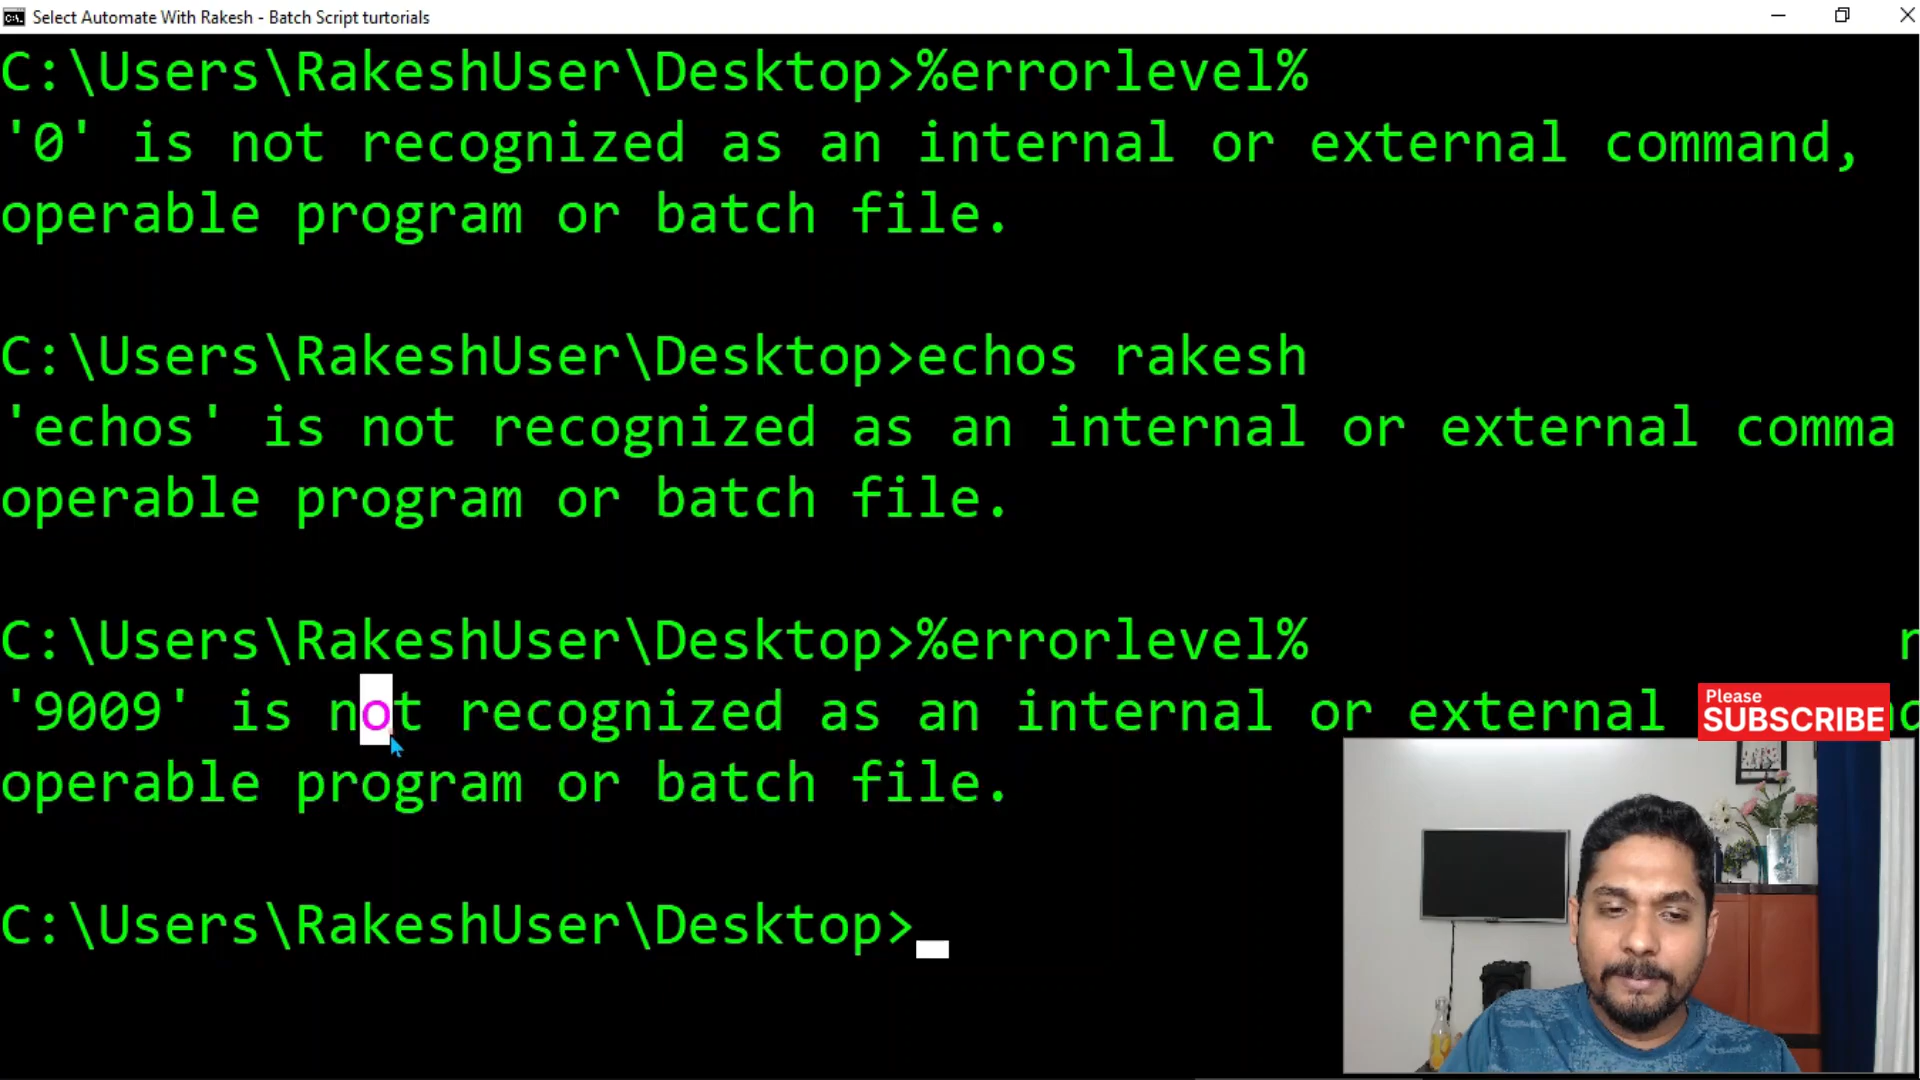 Select Automate With Rakesh - Batch Script turtorials
C:\Users\RakeshUser\Desktop>%errorlevel%
'0' is not recognized as an internal or external command,
operable program or batch file.
C:\Users\RakeshUser\Desktop>echos rakesh
'echos' is not recognized as an internal or external comma
operable program or batch file.
C:\Users\RakeshUser\Desktop>%errorlevel%
'9009' is not recognized as an internal or external
Please
SUBSCRIBE
operable program or batch file.
C:\Users\RakeshUser\Desktop>